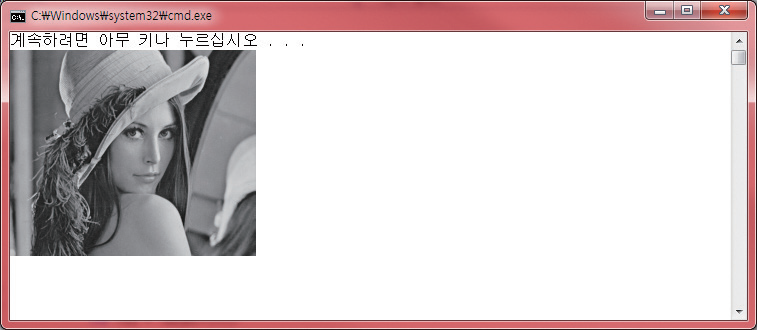 C:₩Windows₩system32₩cmd.exe
계속하려면 아무 키나 누르십시오 . . .